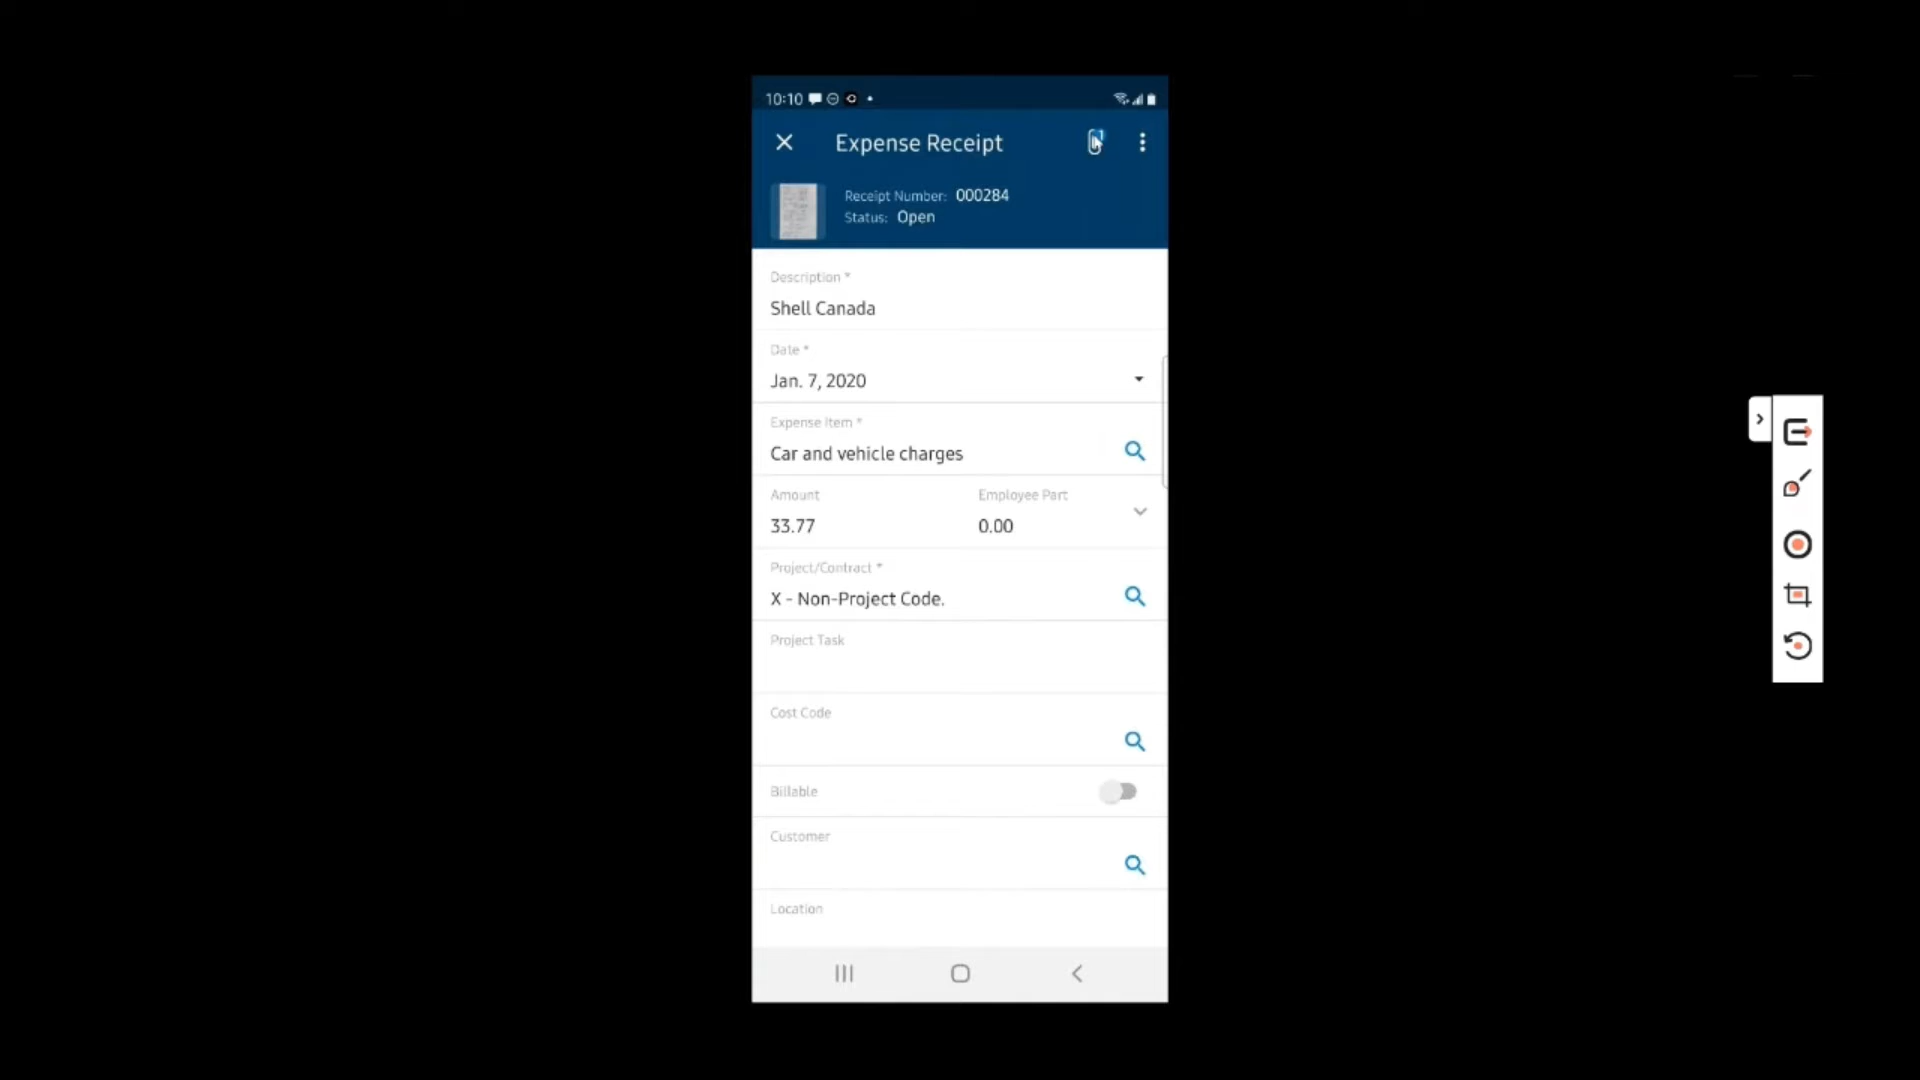 10:10
Expense Receipt
Receipt Number: 000284
Status: Open
Description *
Shell Canada
Date *
Jan. 7, 2020
Expense Item *
Car and vehicle charges
Amount Employee Part
33.77 0.00
Project/Contract *
X - Non-Project Code.
Project Task
Cost Code
Billable
Customer
Location